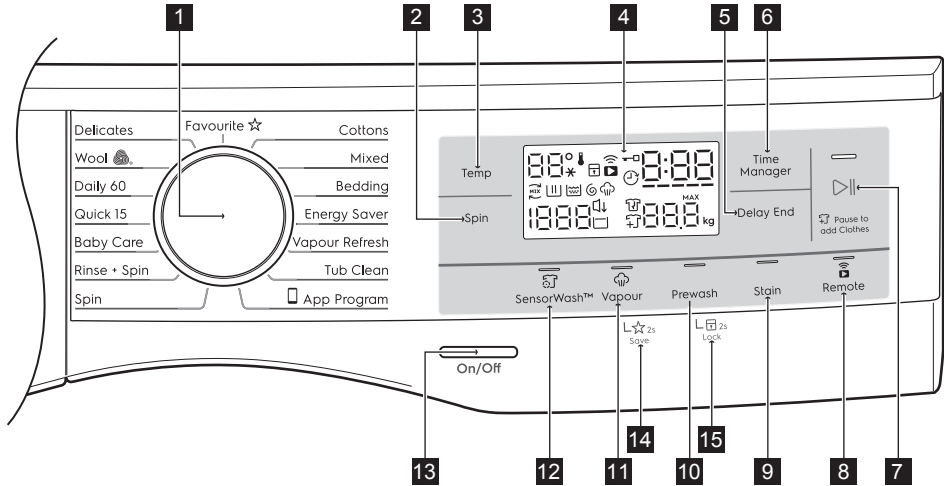 1
2
3
4
5
6
Delicates
Favourite ☆
Cottons
Wool
Mixed
Daily 60
Bedding
Quick 15
Energy Saver
Baby Care
Vapour Refresh
Rinse + Spin
Tub Clean
Spin
App Program
Temp
Spin
88°
8:88
MIX
1888
MAX
88.8 kg
Time
Manager
Delay End
Pause to
add Clothes
SensorWash™
Vapour
Prewash
Stain
Remote
☆ 2s
Save
2s
Lock
On/Off
14
15
13
12
11
10
9
8
7